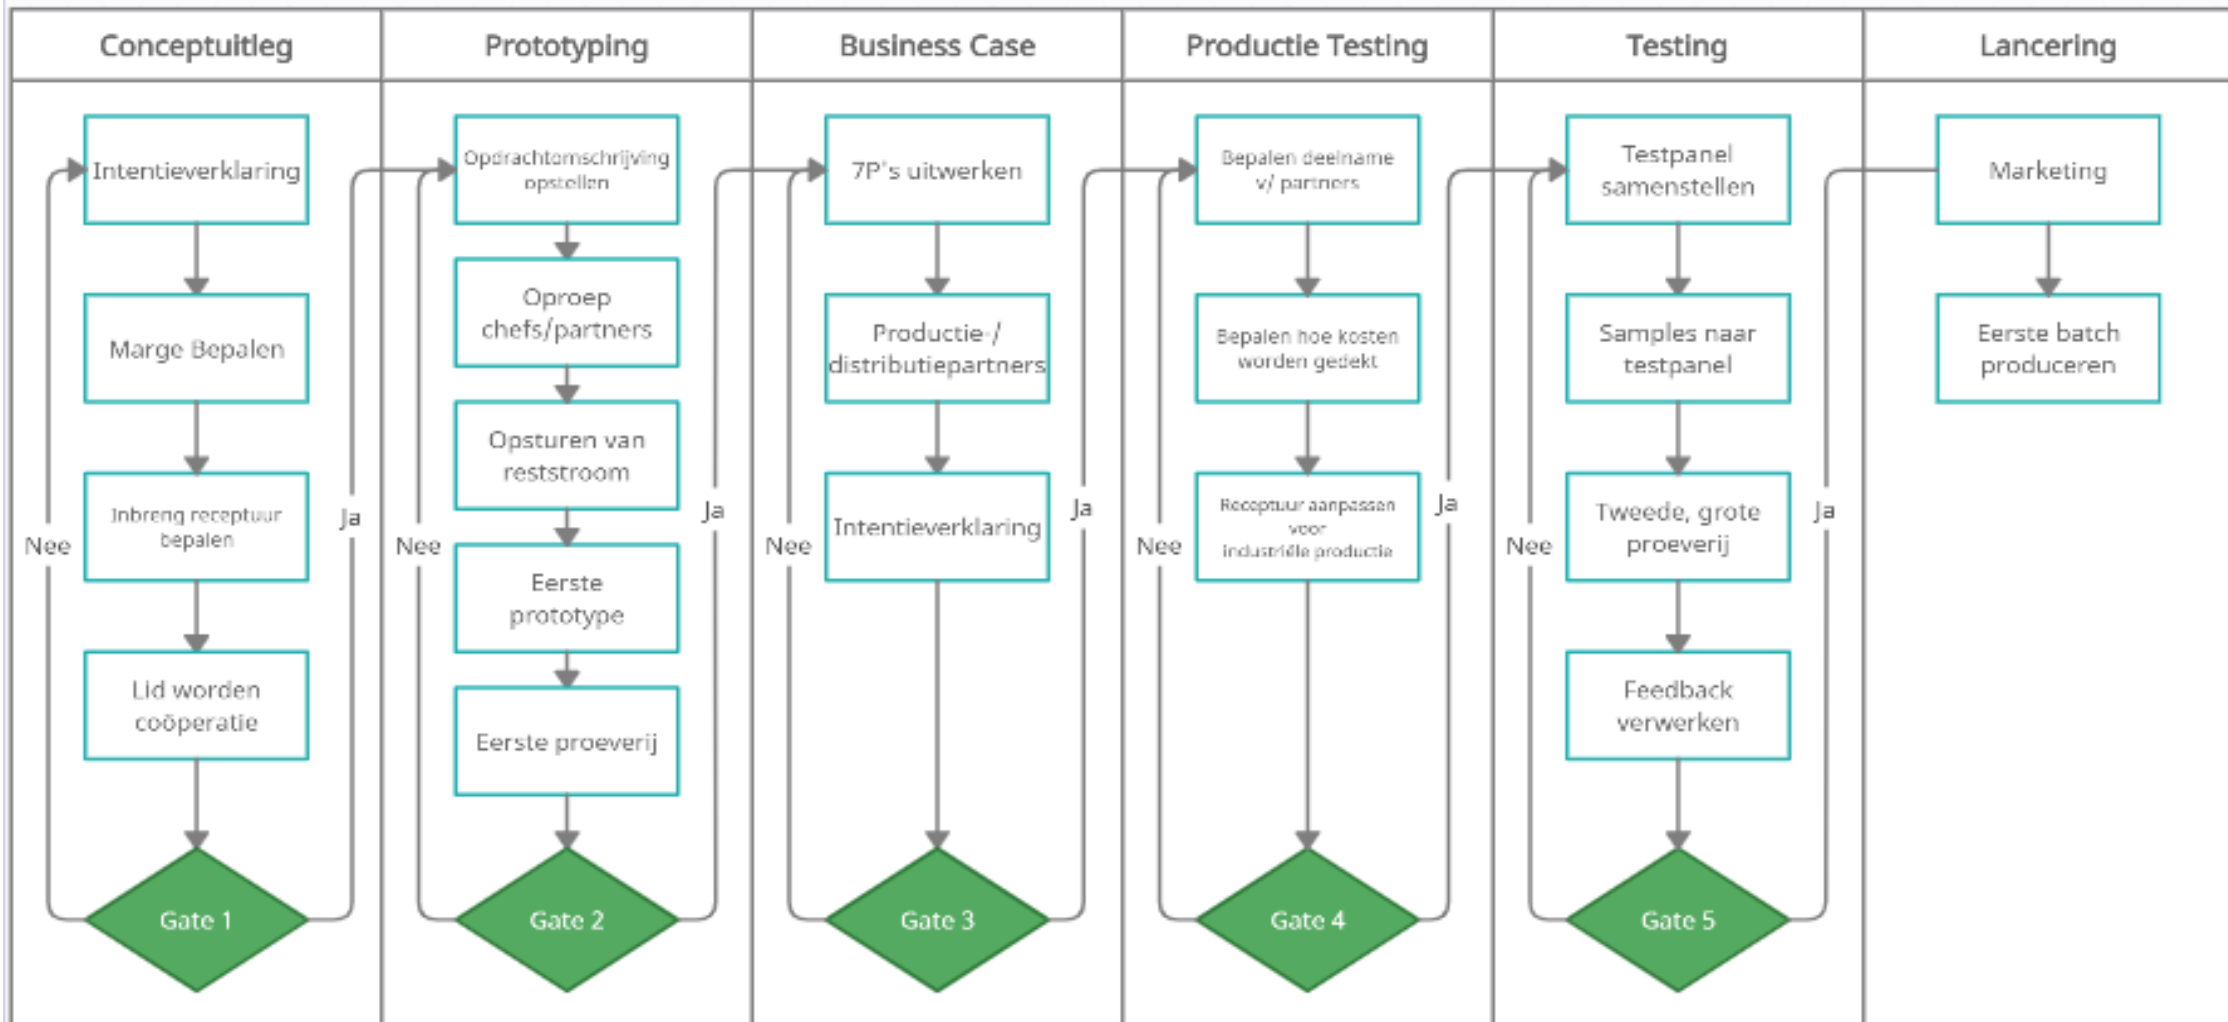 Conceptuitleg
Prototyping
Business Case
Productie Testing
Testing
Lancering
Intentieverklaring
Marge Bepalen
Inbreng receptuur
bepalen
Lid worden
coöperatie
Gate 1
Nee
Ja
Opdrachtomschrijving
opstellen
Oproep
chefs/partners
Opsturen van
reststroom
Eerste
prototype
Eerste proeverij
Gate 2
Nee
Ja
7P's uitwerken
Productie-/
distributiepartners
Intentieverklaring
Gate 3
Nee
Ja
Bepalen deelname
v/ partners
Bepalen hoe kosten
worden gedekt
Receptuur aanpassen
voor
industriële productie
Gate 4
Nee
Ja
Testpanel
samenstellen
Samples naar
testpanel
Tweede, grote
proeverij
Feedback
verwerken
Gate 5
Nee
Ja
Marketing
Eerste batch
produceren